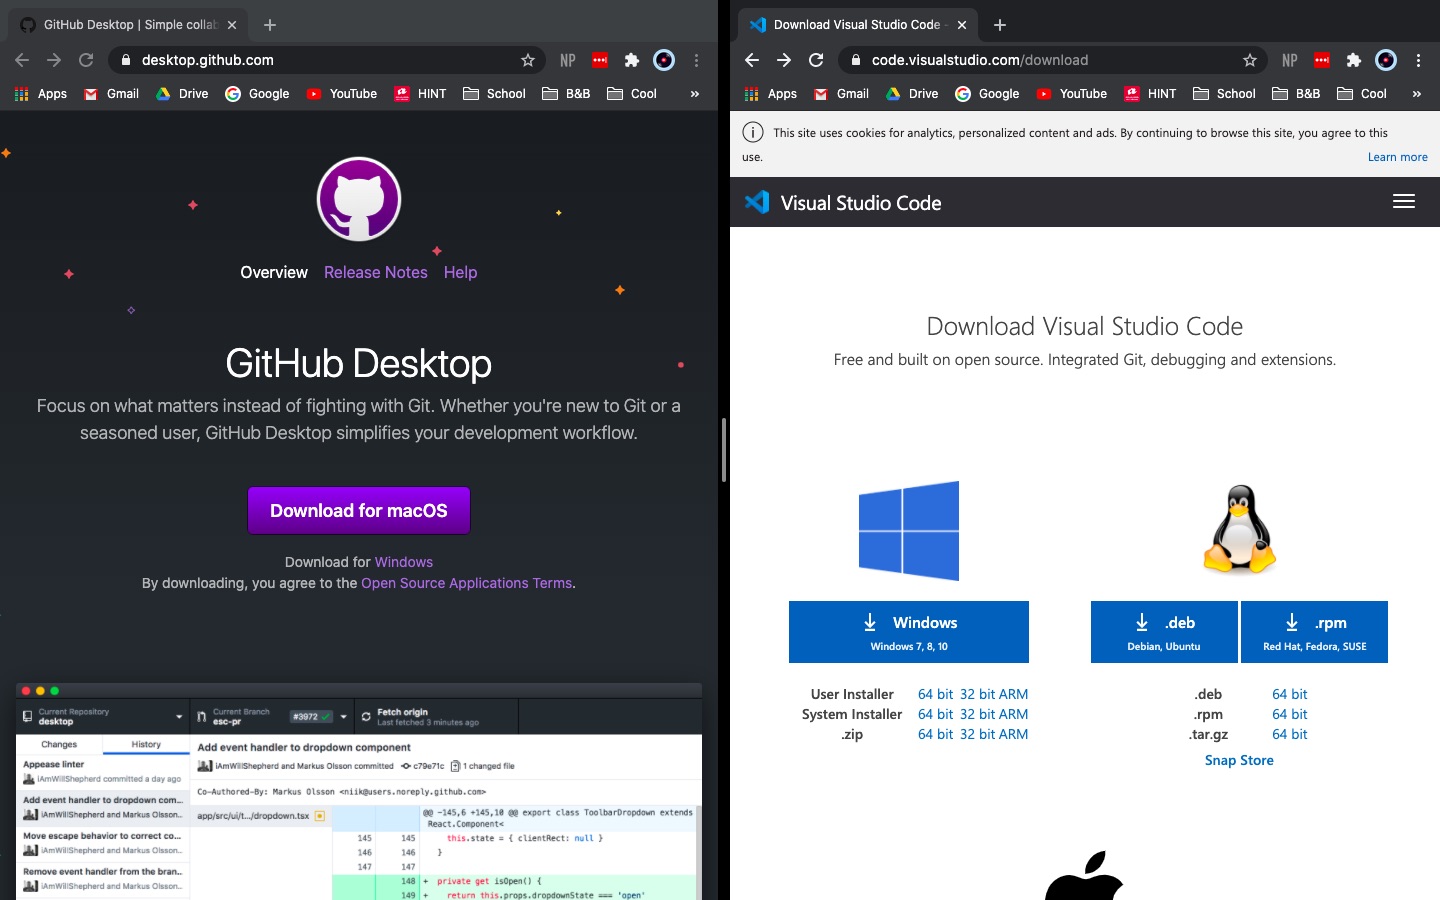 GitHub Desktop | Simple collab
desktop.github.com
NP
Apps Gmail Drive Google YouTube HINT School B&B Cool »
Overview Release Notes Help
GitHub Desktop
Focus on what matters instead of fighting with Git. Whether you're new to Git or a
seasoned user, GitHub Desktop simplifies your development workflow.
Download for macOS
Download for Windows
By downloading, you agree to the Open Source Applications Terms.
Current Repository
desktop
Current Branch
esc-pr
#3972
Fetch origin
Last fetched 3 minutes ago
Changes History
Appease linter
iAmWillShepherd committed a day ago
Add event handler to dropdown com...
iAmWillShepherd and Markus Olsson...
Move escape behavior to correct co...
iAmWillShepherd and Markus Olsson...
Remove event handler from the bran...
iAmWillShepherd and Markus Olsson...
Add event handler to dropdown component
iAmWillShepherd and Markus Olsson committed c79e71c 1 changed file
Co-Authored-By: Markus Olsson <niik@users.noreply.github.com>
app/src/ui/t.../dropdown.tsx
@@ -145,6 +145,10 @@ export class ToolbarDropdown extends
React.Component<
145 145 this.state = { clientRect: null }
146 146 }
147 147
148 + private get isOpen() {
149 + return this.props.dropdownState === 'open'
Download Visual Studio Code -
code.visualstudio.com/download
NP
Apps Gmail Drive Google YouTube HINT School B&B Cool »
This site uses cookies for analytics, personalized content and ads. By continuing to browse this site, you agree to this
use.
Learn more
Visual Studio Code
Download Visual Studio Code
Free and built on open source. Integrated Git, debugging and extensions.
Windows
Windows 7, 8, 10
User Installer 64 bit 32 bit ARM
System Installer 64 bit 32 bit ARM
.zip 64 bit 32 bit ARM
.deb
Debian, Ubuntu
.rpm
Red Hat, Fedora, SUSE
.deb 64 bit
.rpm 64 bit
.tar.gz 64 bit
Snap Store